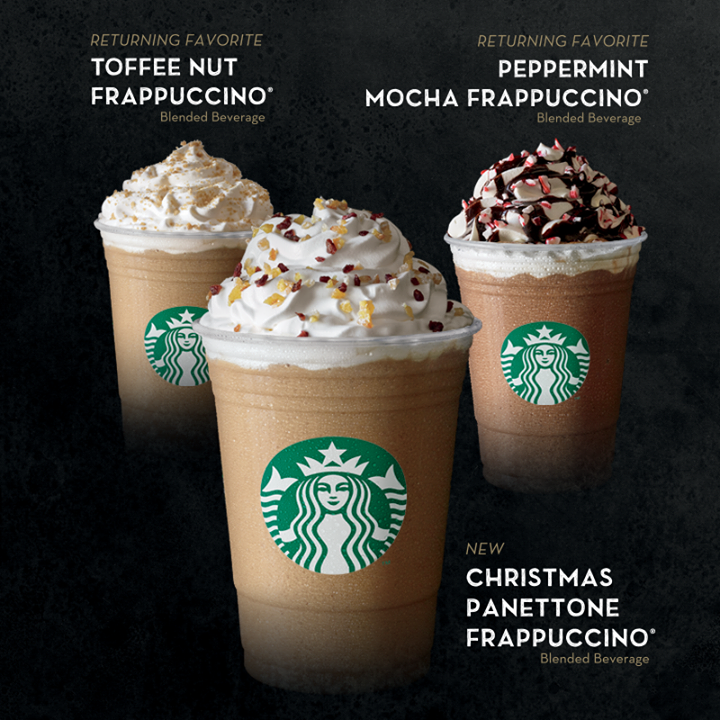 RETURNING FAVORITE
TOFFEE NUT
FRAPPUCCINO®
Blended Beverage
RETURNING FAVORITE
PEPPERMINT
MOCHA FRAPPUCCINO®
Blended Beverage
NEW
CHRISTMAS
PANETTONE
FRAPPUCCINO®
Blended Beverage